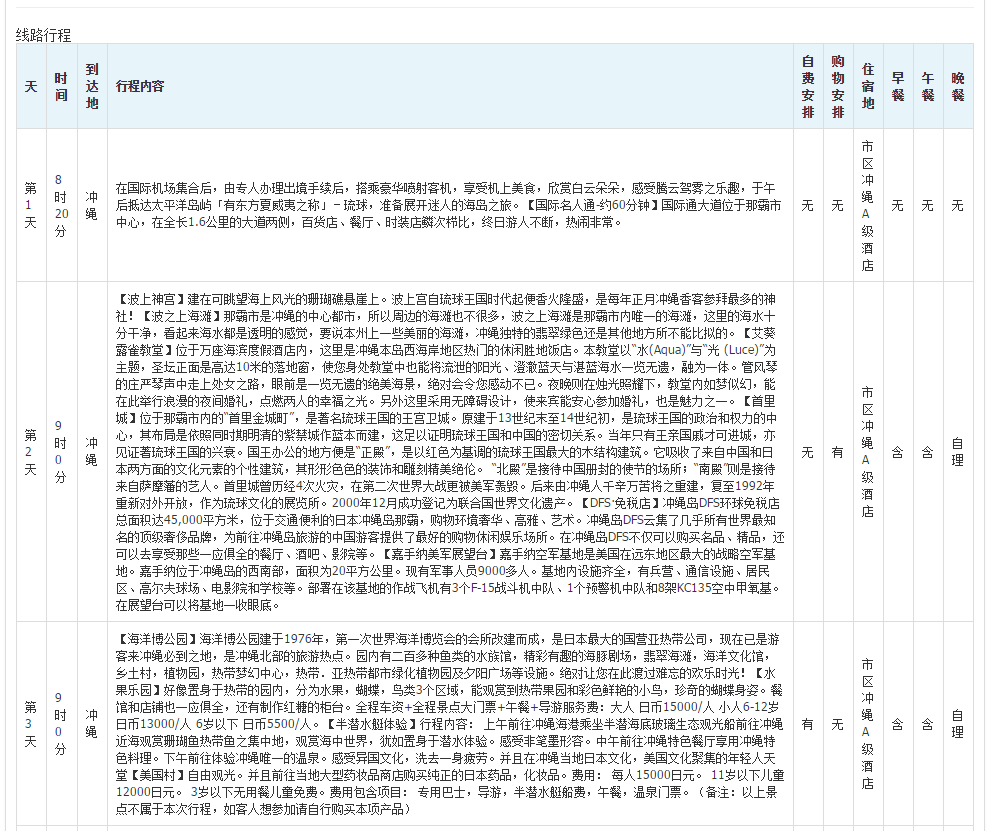 线路行程
天
时间
到达地
行程内容
自费安排
购物安排
住宿地
早餐
午餐
晚餐
第1天
8时20分
冲绳
在国际机场集合后，由专人办理出境手续后，搭乘豪华喷射客机，享受机上美食，欣赏白云朵朵，感受腾云驾雾之乐趣，于午
后抵达太平洋岛屿「有东方夏威夷之称」–琉球，准备展开迷人的海岛之旅。【国际名人通-约60分钟】国际通大道位于那霸市
中心，在全长1.6公里的大道两侧，百货店、餐厅、时装店鳞次栉比，终日游人不断，热闹非常。
无
无
市区冲绳A级酒店
无
无
无
第2天
9时0分
冲绳
【波上神宫】建在可眺望海上风光的珊瑚礁悬崖上。波上宫自琉球王国时代起便香火隆盛，是每年正月冲绳香客参拜最多的神
社！【波之上海滩】那霸市是冲绳的中心都市，所以周边的海滩也不很多，波之上海滩是那霸市内唯一的海滩，这里的海水十
分干净，看起来海水都是透明的感觉，要说本州上一些美丽的海滩，冲绳独特的翡翠绿色还是其他地方所不能比拟的。【艾葵
露雀教堂】位于万座海滨度假酒店内，这里是冲绳本岛西海岸地区热门的休闲胜地饭店。本教堂以“水(Aqua)”与“光 (Luce)”为
主题，圣坛正面是高达10米的落地窗，使您身处教堂中也能将流泄的阳光、澄澈蓝天与湛蓝海水一览无遗，融为一体。管风琴
的庄严琴声中走上处女之路，眼前是一览无遗的绝美海景，绝对会令您感动不已。夜晚则在烛光照耀下，教堂内如梦似幻，能
在此举行浪漫的夜间婚礼，点燃两人的幸福之光。另外这里采用无障碍设计，使来宾能安心参加婚礼，也是魅力之一。【首里
城】位于那霸市内的“首里金城町”，是著名琉球王国的王宫卫城。原建于13世纪末至14世纪初，是琉球王国的政治和权力的中
心，其布局是依照同时期明清的紫禁城作蓝本而建，这足以证明琉球王国和中国的密切关系。当年只有王亲国戚才可进城，亦
见证著琉球王国的兴衰。国王办公的地方便是“正殿”，是以红色为基调的琉球王国最大的木结构建筑。它吸收了来自中国和日
本两方面的文化元素的个性建筑，其形形色色的装饰和雕刻精美绝伦。 “北殿”是接待中国册封的使节的场所；“南殿”则是接待
来自萨摩藩的艺人。首里城曾历经4次火灾，在第二次世界大战更被美军轰毁。后来由冲绳人千辛万苦将之重建，复至1992年
重新对外开放，作为琉球文化的展览所。2000年12月成功登记为联合国世界文化遗产。【DFS·免税店】冲绳岛DFS环球免税店
总面积达45,000平方米，位于交通便利的日本冲绳岛那霸，购物环境奢华、高雅、艺术。冲绳岛DFS云集了几乎所有世界最知
名的顶级奢侈品牌，为前往冲绳岛旅游的中国游客提供了最好的购物休闲娱乐场所。在冲绳岛DFS不仅可以购买名品、精品，还
可以去享受那些一应俱全的餐厅、酒吧、影院等。【嘉手纳美军展望台】嘉手纳空军基地是美国在远东地区最大的战略空军基
地。嘉手纳位于冲绳岛的西南部，面积为20平方公里。现有军事人员9000多人。基地内设施齐全，有兵营、通信设施、居民
区、高尔夫球场、电影院和学校等。部署在该基地的作战飞机有3个F-15战斗机中队、1个预警机中队和8架KC135空中甲氧基。
在展望台可以将基地一收眼底。
无
有
市区冲绳A级酒店
含
含
自理
第3天
9时0分
冲绳
【海洋博公园】海洋博公园建于1976年，第一次世界海洋博览会的会所改建而成，是日本最大的国营亚热带公司，现在已是游
客来冲绳必到之地，是冲绳北部的旅游热点。园内有二百多种鱼类的水族馆，精彩有趣的海豚剧场，翡翠海滩，海洋文化馆，
乡土村，植物园，热带梦幻中心，热带．亚热带都市绿化植物园及夕阳广场等设施。绝对让您在此渡过难忘的欢乐时光！【水
果乐园】好像置身于热带的园内，分为水果，蝴蝶，鸟类3个区域，能观赏到热带果园和彩色鲜艳的小鸟，珍奇的蝴蝶身姿。餐
馆和店铺也一应俱全，还有制作红糖的柜台。全程车资+全程景点大门票+午餐+导游服务费：大人 日币15000/人 小人6-12岁
日币13000/人 6岁以下 日币5500/人。【半潜水艇体验】行程内容： 上午前往冲绳海港乘坐半潜海底玻璃生态观光船前往冲绳
近海观赏珊瑚鱼热带鱼之集中地，观赏海中世界，犹如置身于潜水体验。感受非笔墨形容。中午前往冲绳特色餐厅享用冲绳特
色料理。下午前往体验冲绳唯一的温泉。感受异国文化，洗去一身疲劳。并且在冲绳当地日本文化，美国文化聚集的年轻人天
堂【美国村】自由观光。并且前往当地大型药妆品商店购买纯正的日本药品，化妆品。费用： 每人15000日元。 11岁以下儿童
12000日元。 3岁以下无用餐儿童免费。费用包含项目： 专用巴士，导游，半潜水艇船费，午餐，温泉门票。（备注：以上景
点不属于本次行程，如客人想参加请自行购买本项产品）
有
无
市区冲绳A级酒店
含
含
自理